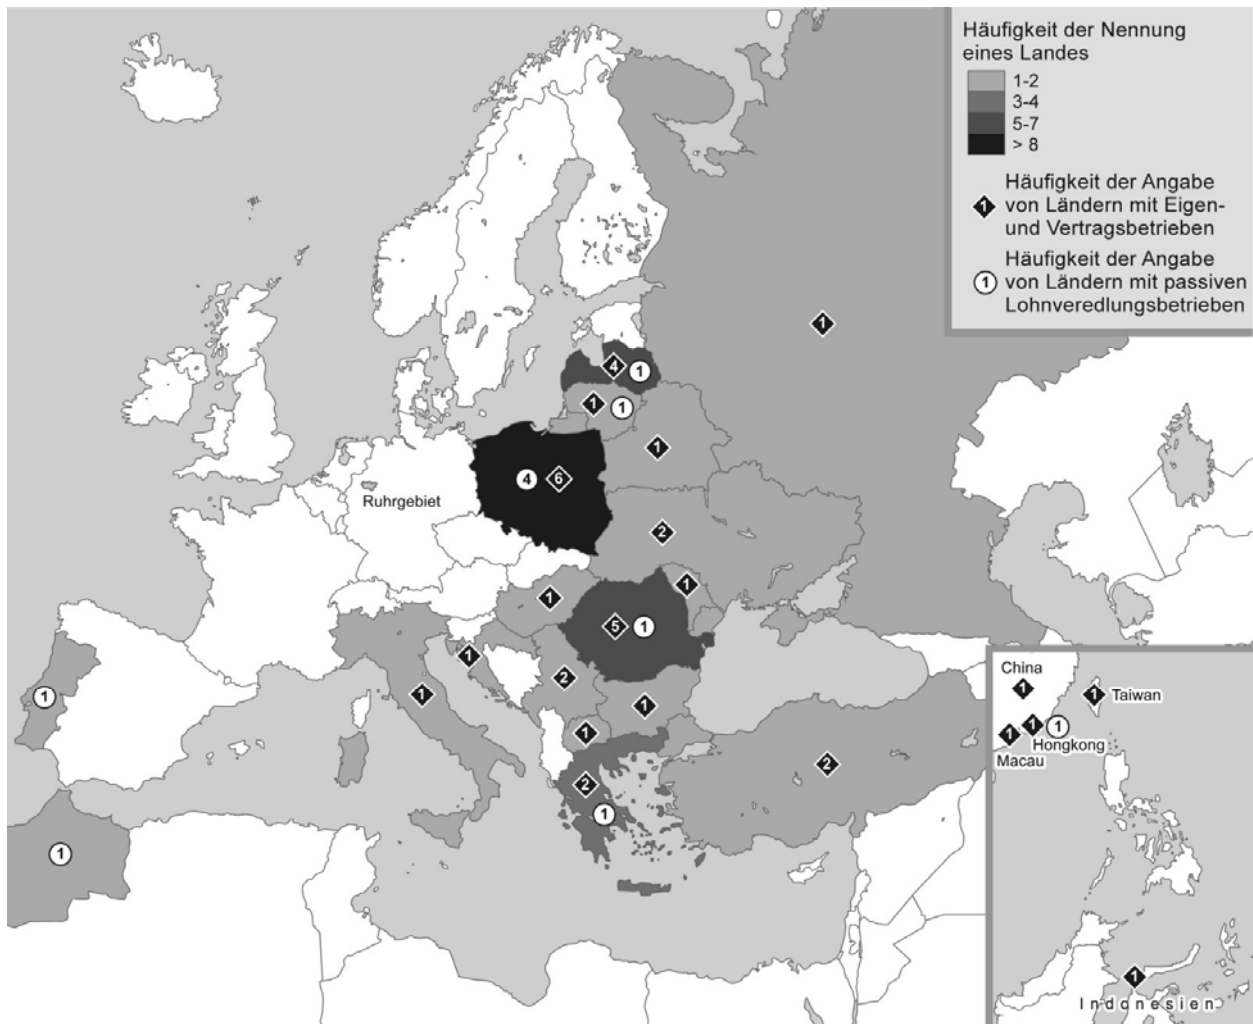 Häufigkeit der Nennung
eines Landes
1-2
3-4
5-7
> 8
1
Häufigkeit der Angabe
von Ländern mit Eigen-
und Vertragsbetrieben
1
Häufigkeit der Angabe
von Ländern mit passiven
Lohnveredlungsbetrieben
1
4 1
1 1
1
4 6
Ruhrgebiet
2
1
1
5 1
1
2
1
1
1
1
2
2
1
1
China
1
1 Taiwan
1 1 1
Hongkong
Macau
1
Indonesien